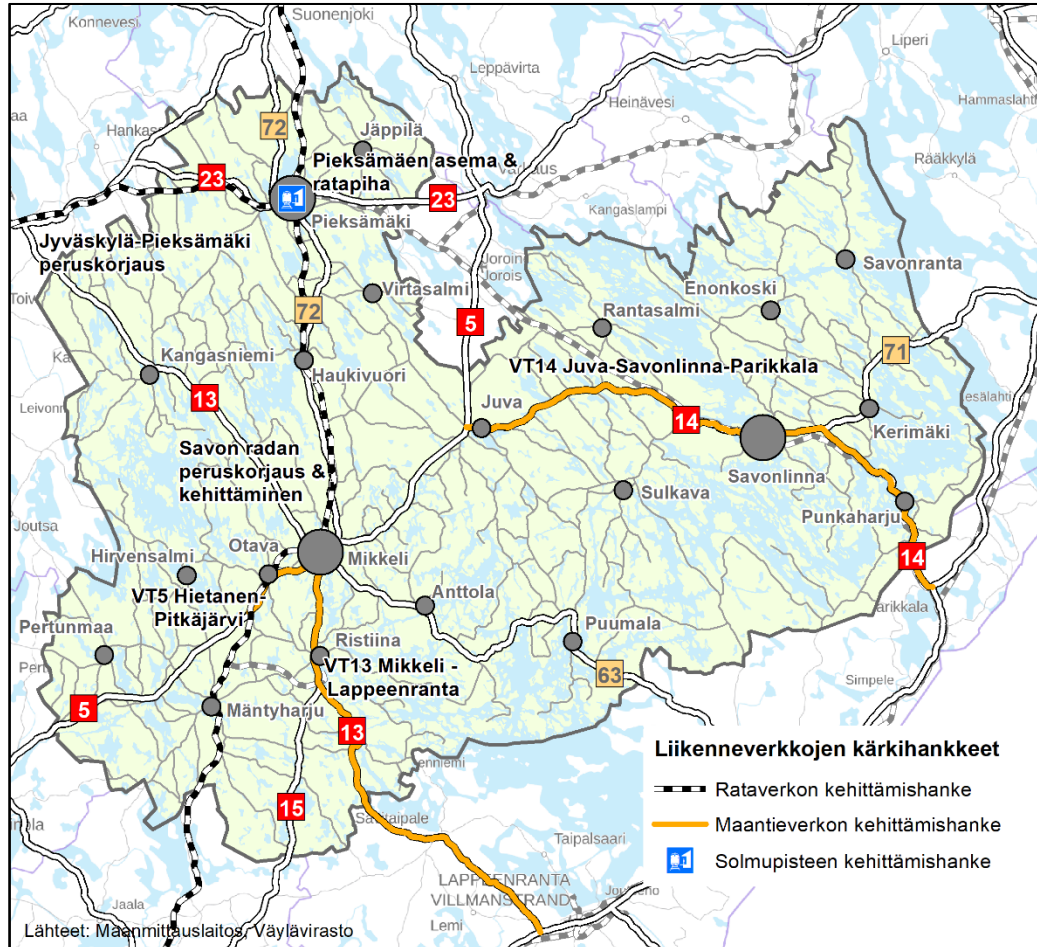 Konnevesi
Suonenjoki
Liperi
Leppävirta
Heinävesi
Hammaslahti
Hankas
72
Jäppilä
Pieksämäen asema &
ratapiha
Rääkkylä
23
23
Varkaus
Kangaslampi
Pieksämäki
Jyväskylä-Pieksämäki
peruskorjaus
Joroinen
Jorois
Savonranta
Virtasalmi
Enonkoski
72
5
Rantasalmi
71
Kangasniemi
Haukivuori
VT14 Juva-Savonlinna-Parikkala
Leivonm
13
Juva
14
Kerimäki
Savon radan
peruskorjaus &
kehittäminen
Savonlinna
Sulkava
Punkaharju
Joutsa
Otava
Mikkeli
14
Hirvensalmi
VT5 Hietanen-
Pitkäjärvi
Anttola
arikkala
Pertunmaa
Ristiina
Puumala
VT13 Mikkeli -
Lappeenranta
63
Simpele
5
Mäntyharju
13
15
Savitaipale
Taipalsaari
LAPPEENRANTA
VILLMANSTRAND
Jaala
Lemi
Liikenneverkkojen kärkihankkeet
Rataverkon kehittämishanke
Maantieverkon kehittämishanke
Solmupisteen kehittämishanke
Lähteet: Maanmittauslaitos, Väylävirasto